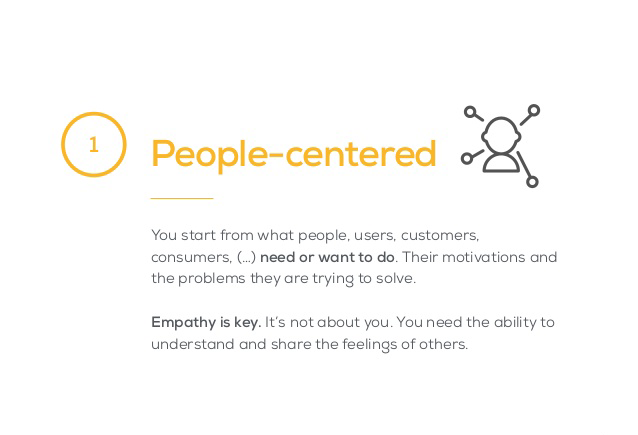 1
People-centered
You start from what people, users, customers,
consumers, (...) need or want to do. Their motivations and
the problems they are trying to solve.
Empathy is key. It's not about you. You need the ability to
understand and share the feelings of others.